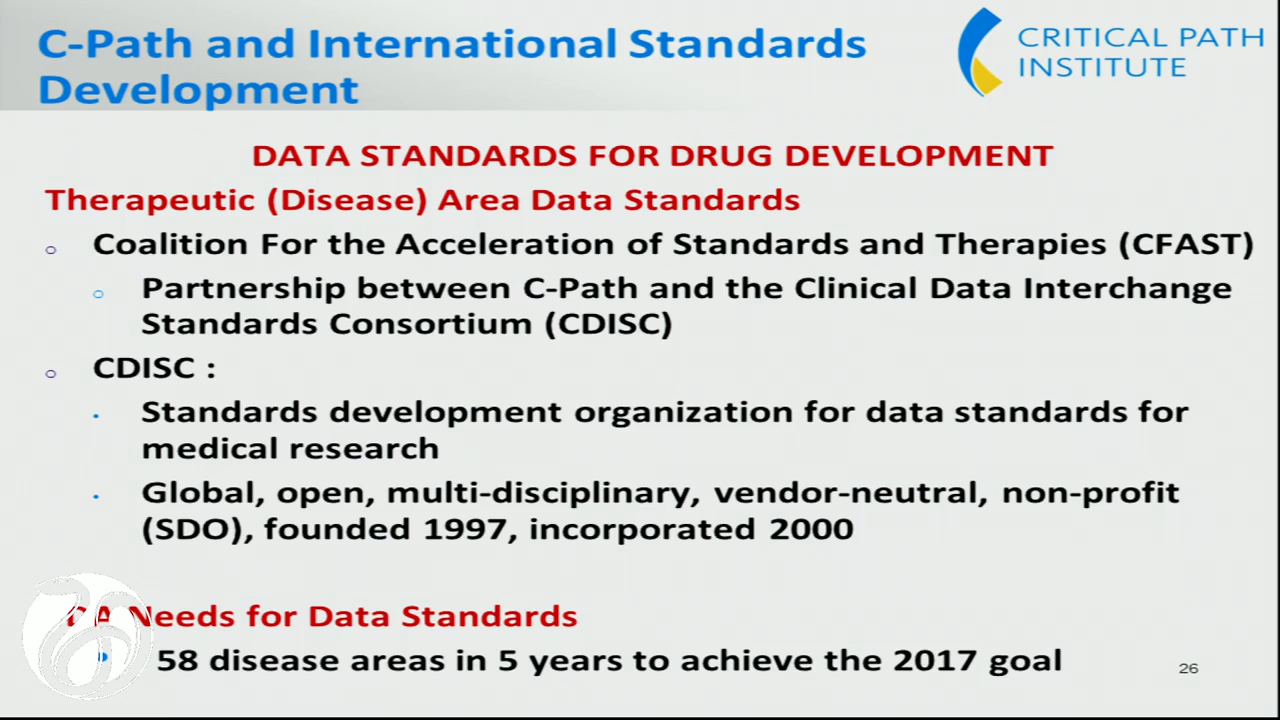 C-Path and International Standards
Development
CRITICAL PATH
INSTITUTE
DATA STANDARDS FOR DRUG DEVELOPMENT
Therapeutic (Disease) Area Data Standards
Coalition For the Acceleration of Standards and Therapies (CFAST)
Partnership between C-Path and the Clinical Data Interchange
Standards Consortium (CDISC)
CDISC :
Standards development organization for data standards for
medical research
Global, open, multi-disciplinary, vendor-neutral, non-profit
(SDO), founded 1997, incorporated 2000
Needs for Data Standards
58 disease areas in 5 years to achieve the 2017 goal
26